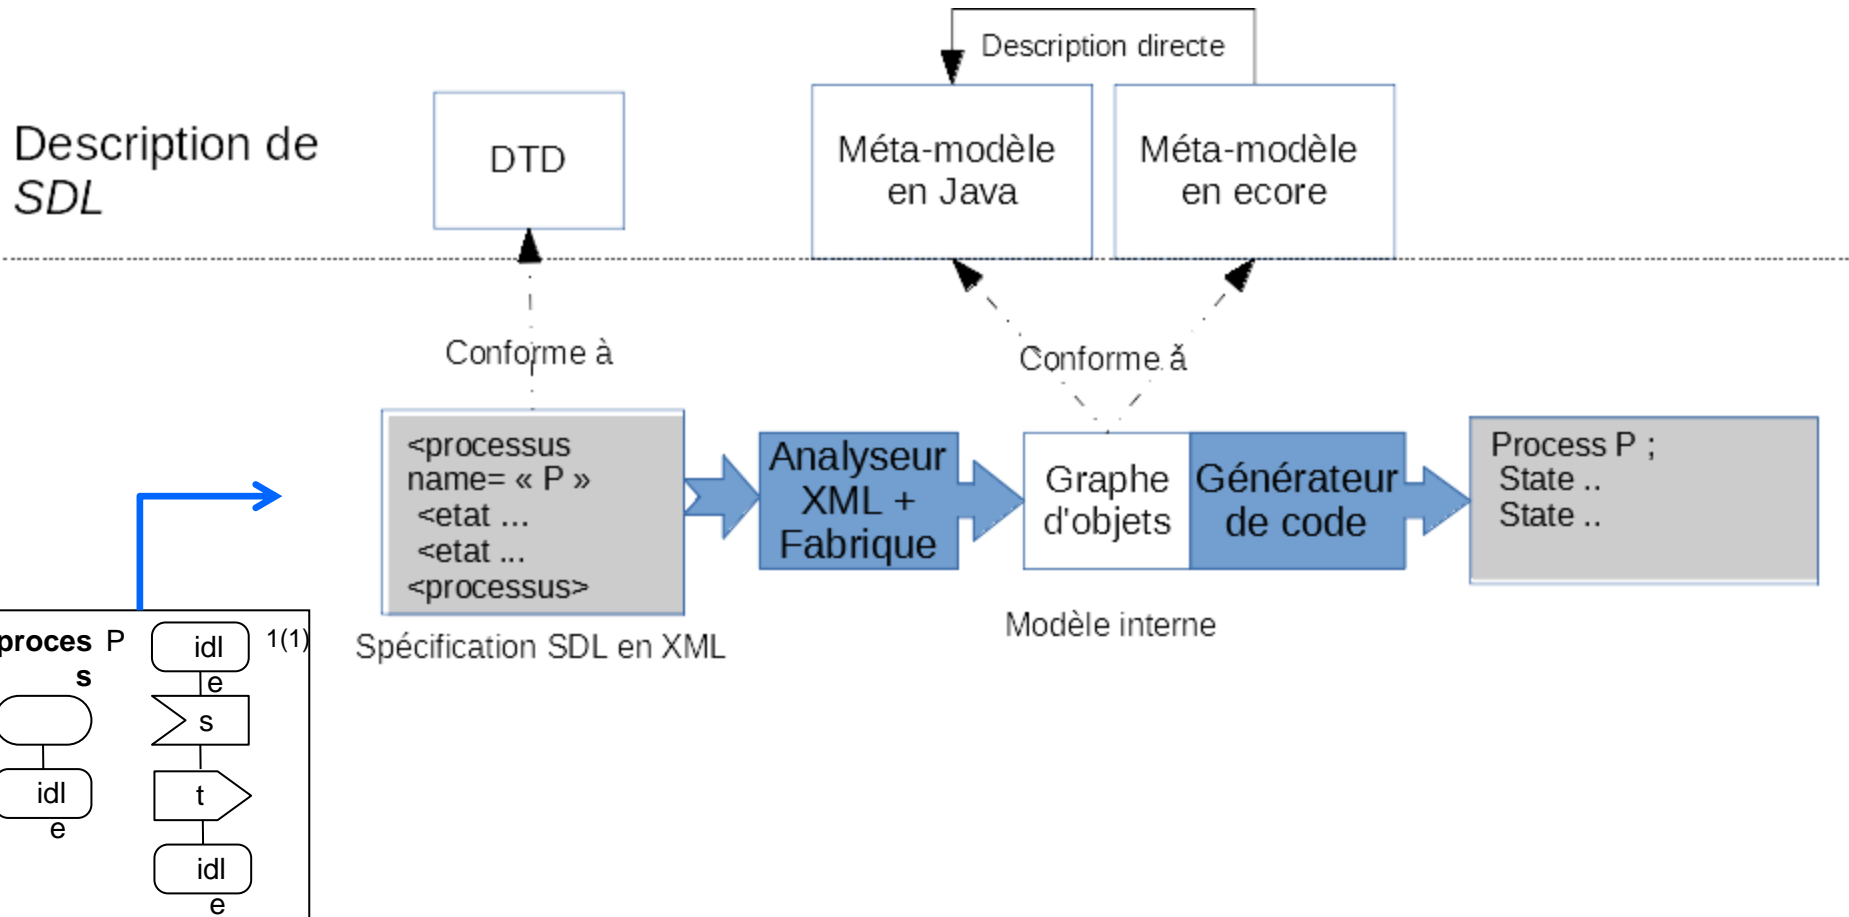 Description directe
Description de
SDL
DTD
Méta-modèle
en Java
Méta-modèle
en ecore
Conforme à
Conforme à
<processus
name= « P »
<etat ...
<etat ...
<processus>
Analyseur
XML +
Fabrique
Graphe
d'objets
Générateur
de code
Process P ;
State ..
State ..
Spécification SDL en XML
Modèle interne
proces P
s
idl
e
1(1)
s
idl
e
t
idl
e